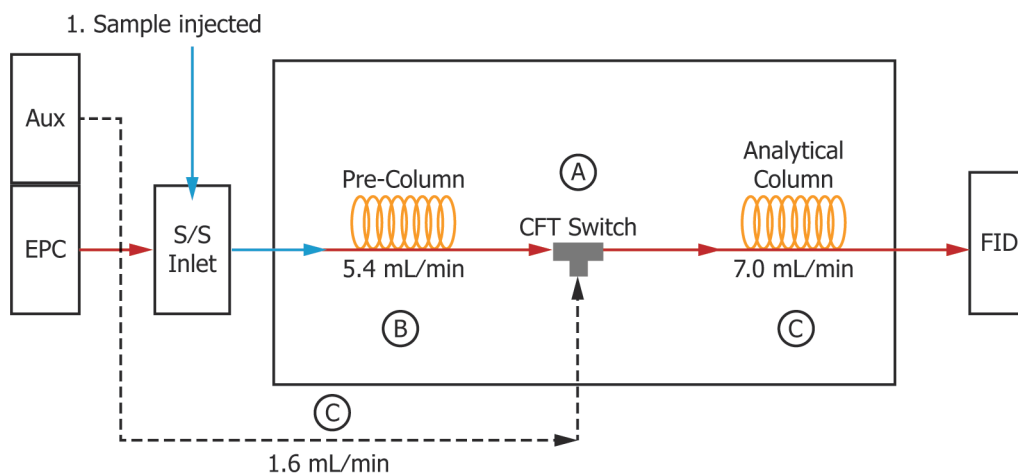 1. Sample injected
Aux
EPC
S/S
Inlet
Pre-Column
5.4 mL/min
B
A
CFT Switch
Analytical
Column
7.0 mL/min
C
FID
C
1.6 mL/min